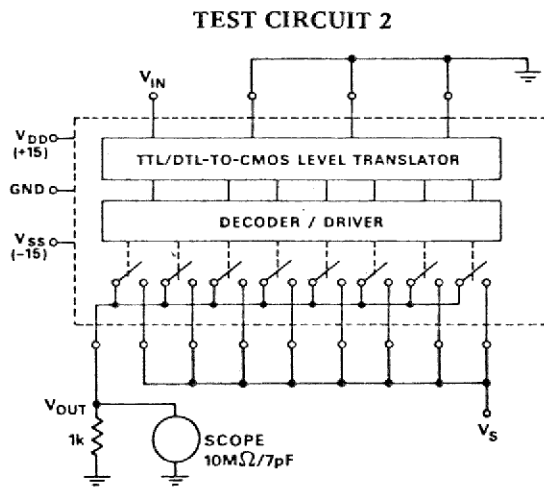 TEST CIRCUIT 2
VIN
VDD
(+15)
TTL/DTL-TO-CMOS LEVEL TRANSLATOR
GND
DECODER / DRIVER
VSS
(-15)
VOUT
1k
SCOPE
10MΩ/7pF
VS